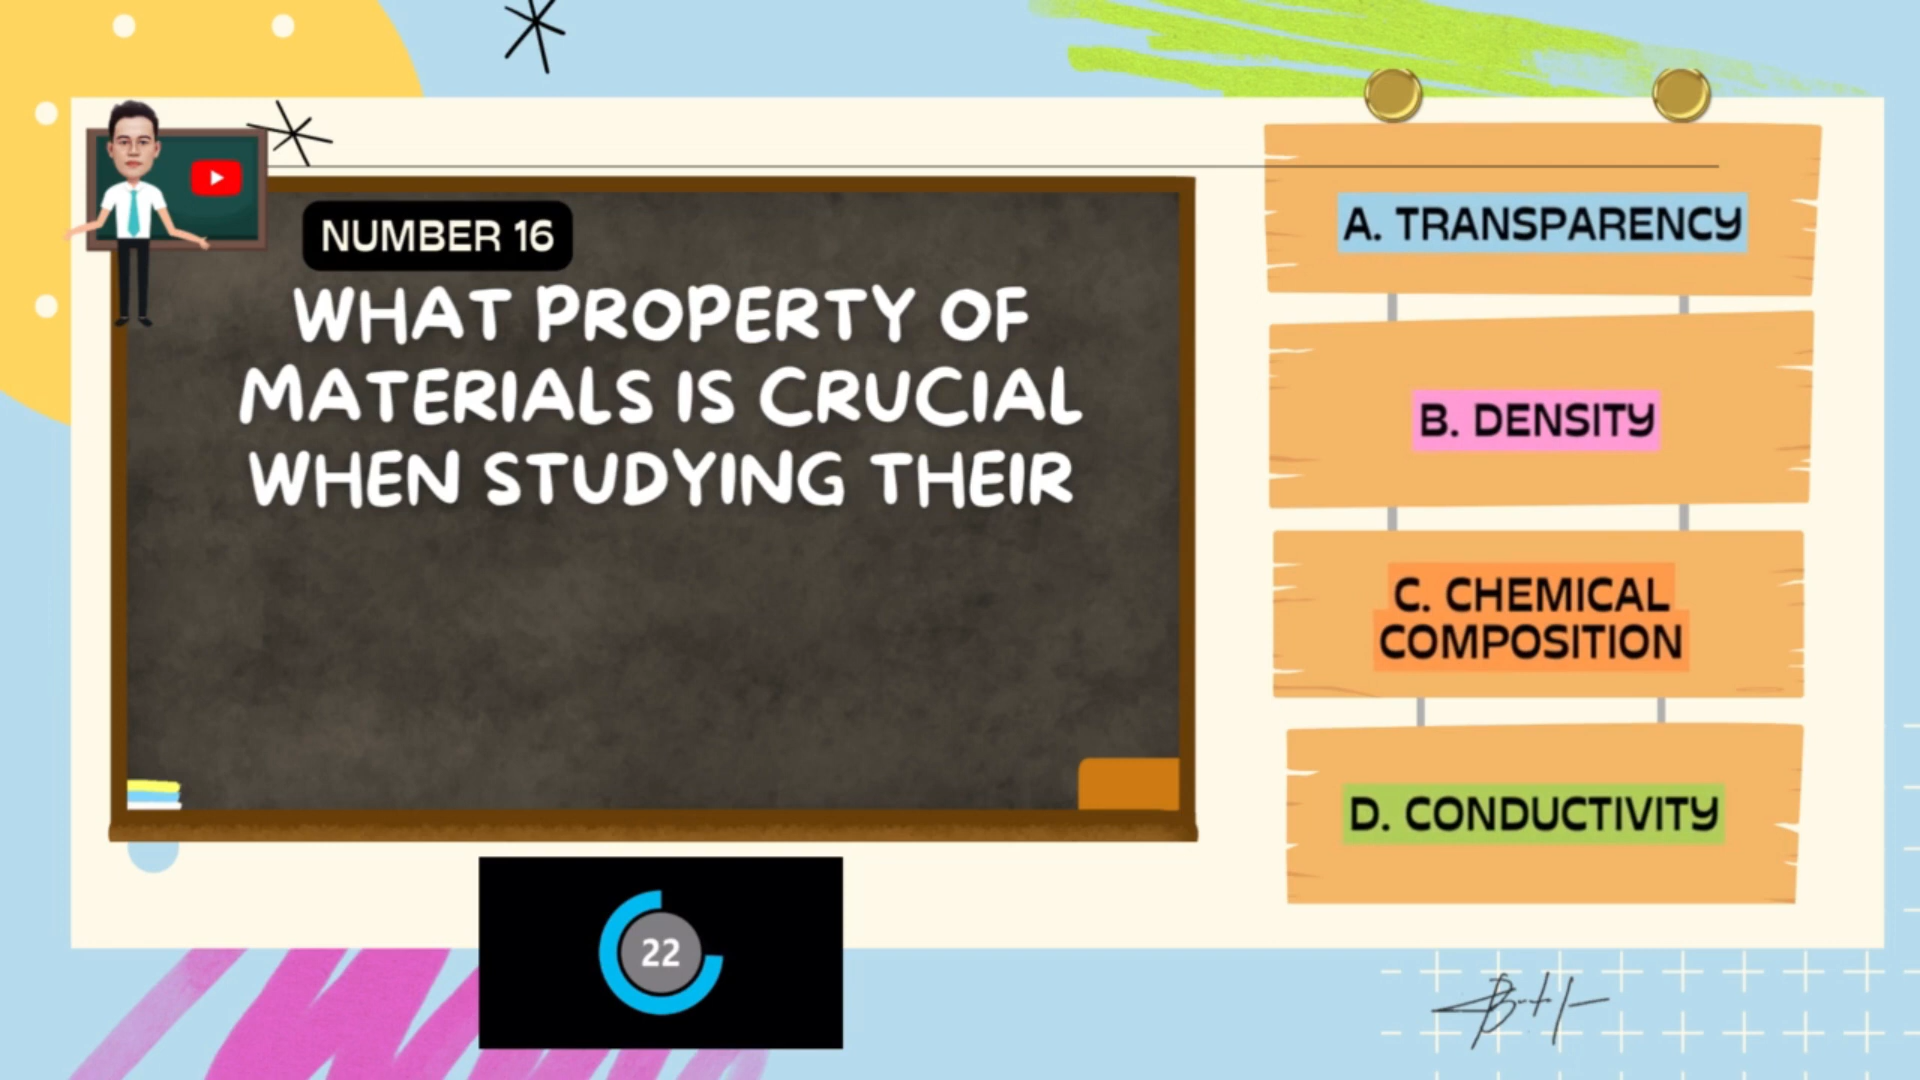 NUMBER 16
WHAT PROPERTY OF
MATERIALS IS CRUCIAL
WHEN STUDYING THEIR
A. TRANSPARENCY
B. DENSITY
C. CHEMICAL
COMPOSITION
D. CONDUCTIVITY
22